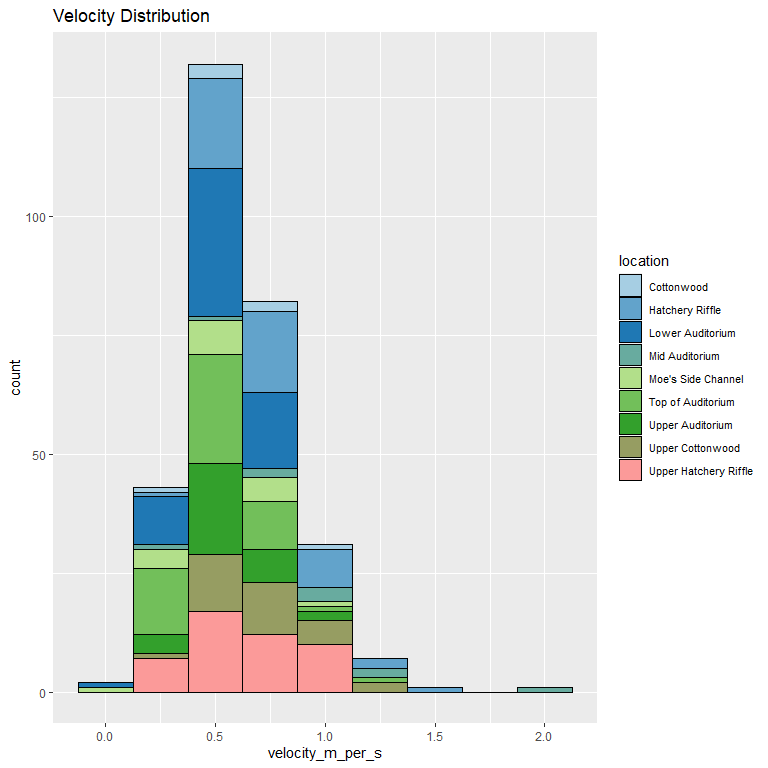 Velocity Distribution
count
100
50
0
0.0 0.5 1.0 1.5 2.0
velocity_m_per_s
location
Cottonwood
Hatchery Riffle
Lower Auditorium
Mid Auditorium
Moe's Side Channel
Top of Auditorium
Upper Auditorium
Upper Cottonwood
Upper Hatchery Riffle